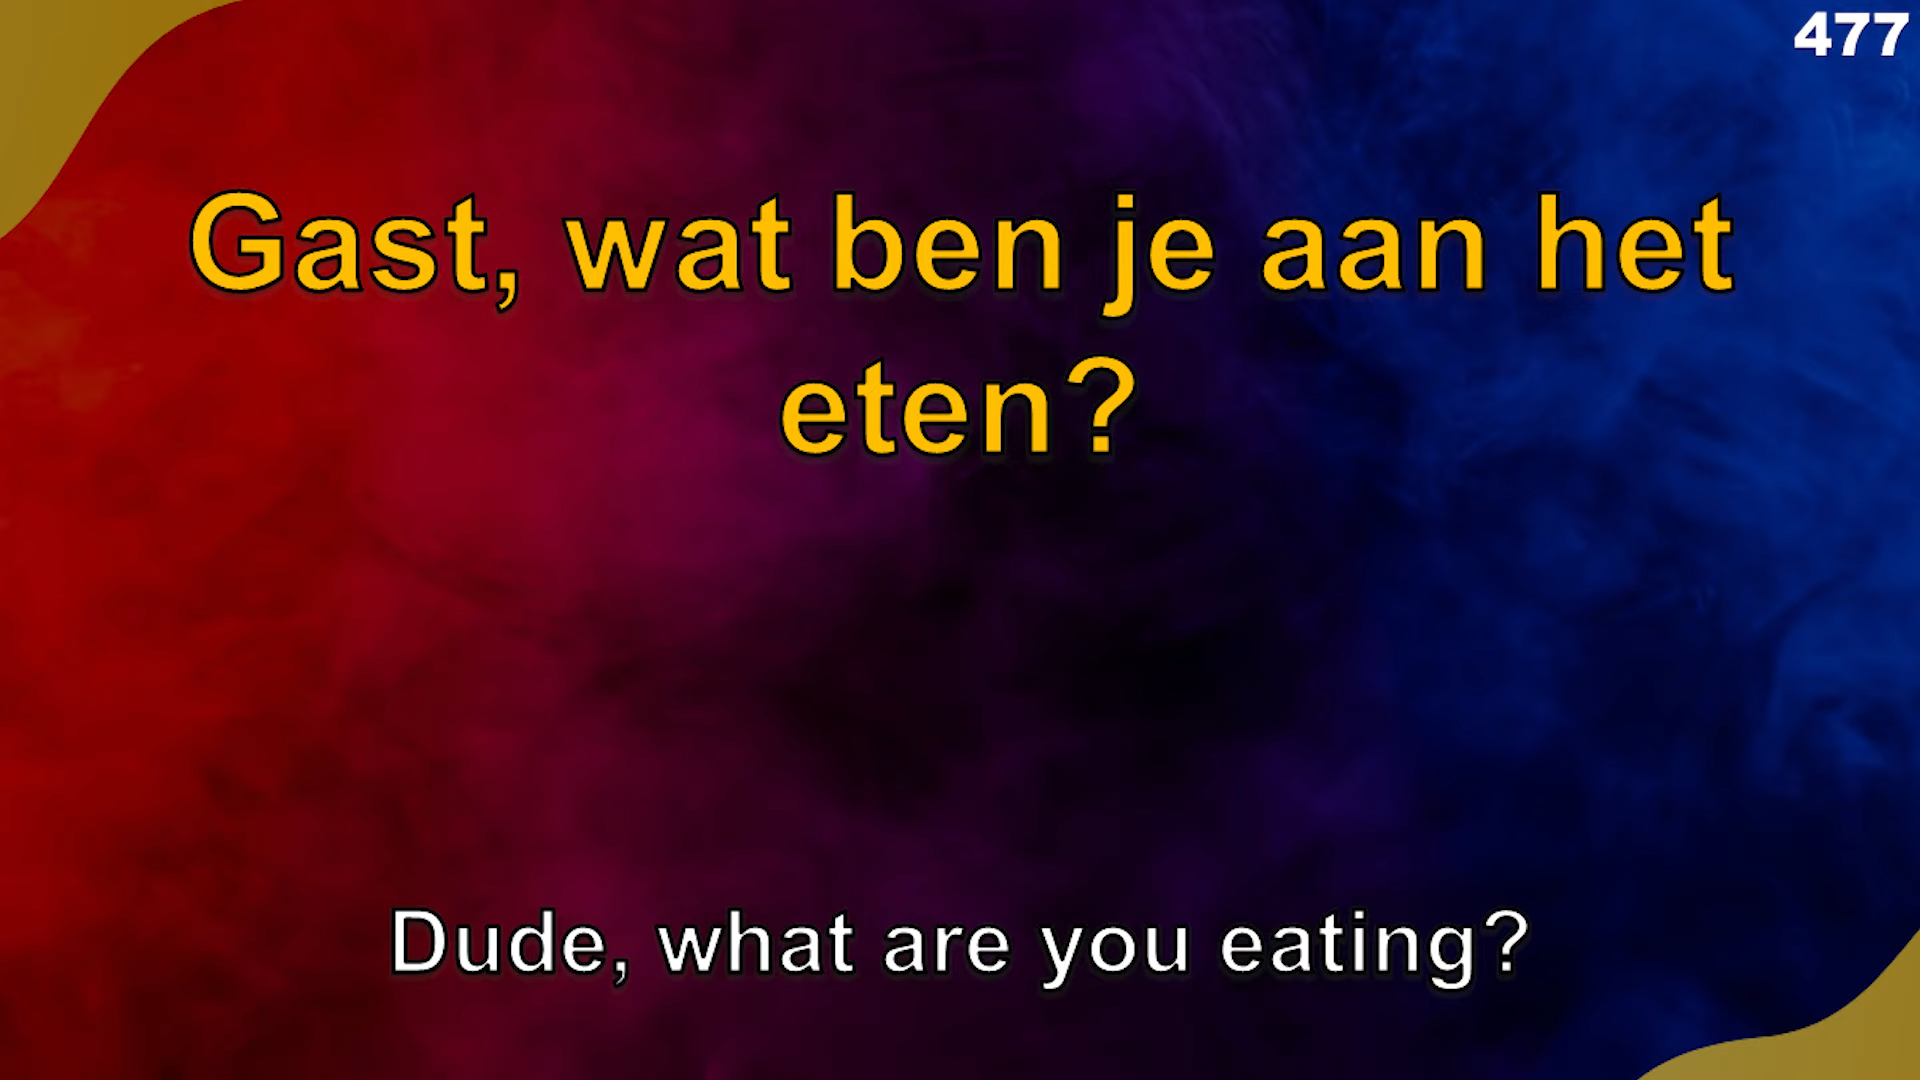 477
Gast, wat ben je aan het
eten?
Dude, what are you eating?